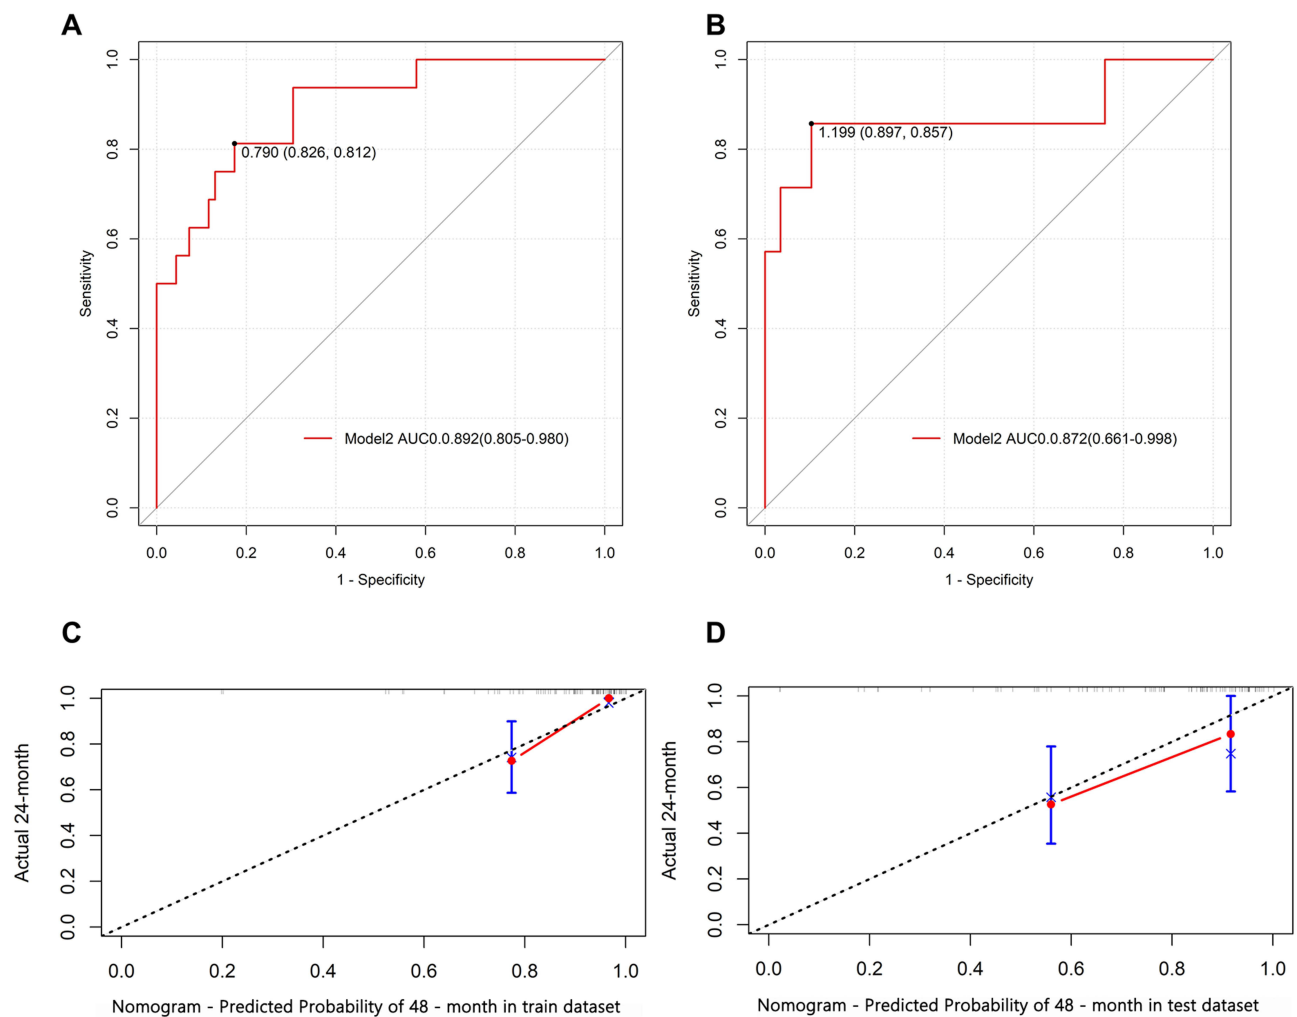 A
1.0
0.8
0.6
0.4
0.2
0.0
Sensitivity
0.790 (0.826, 0.812)
Model2 AUC0.0.892(0.805-0.980)
0.0 0.2 0.4 0.6 0.8 1.0
1 - Specificity
B
1.0
0.8
0.6
0.4
0.2
0.0
Sensitivity
1.199 (0.897, 0.857)
Model2 AUC0.0.872(0.661-0.998)
0.0 0.2 0.4 0.6 0.8 1.0
1 - Specificity
C
1.0
0.8
0.6
0.4
0.2
0.0
Actual 24-month
0.0 0.2 0.4 0.6 0.8 1.0
Nomogram - Predicted Probability of 48 - month in train dataset
D
1.0
0.8
0.6
0.4
0.2
0.0
Actual 24-month
0.0 0.2 0.4 0.6 0.8 1.0
Nomogram - Predicted Probability of 48 - month in test dataset